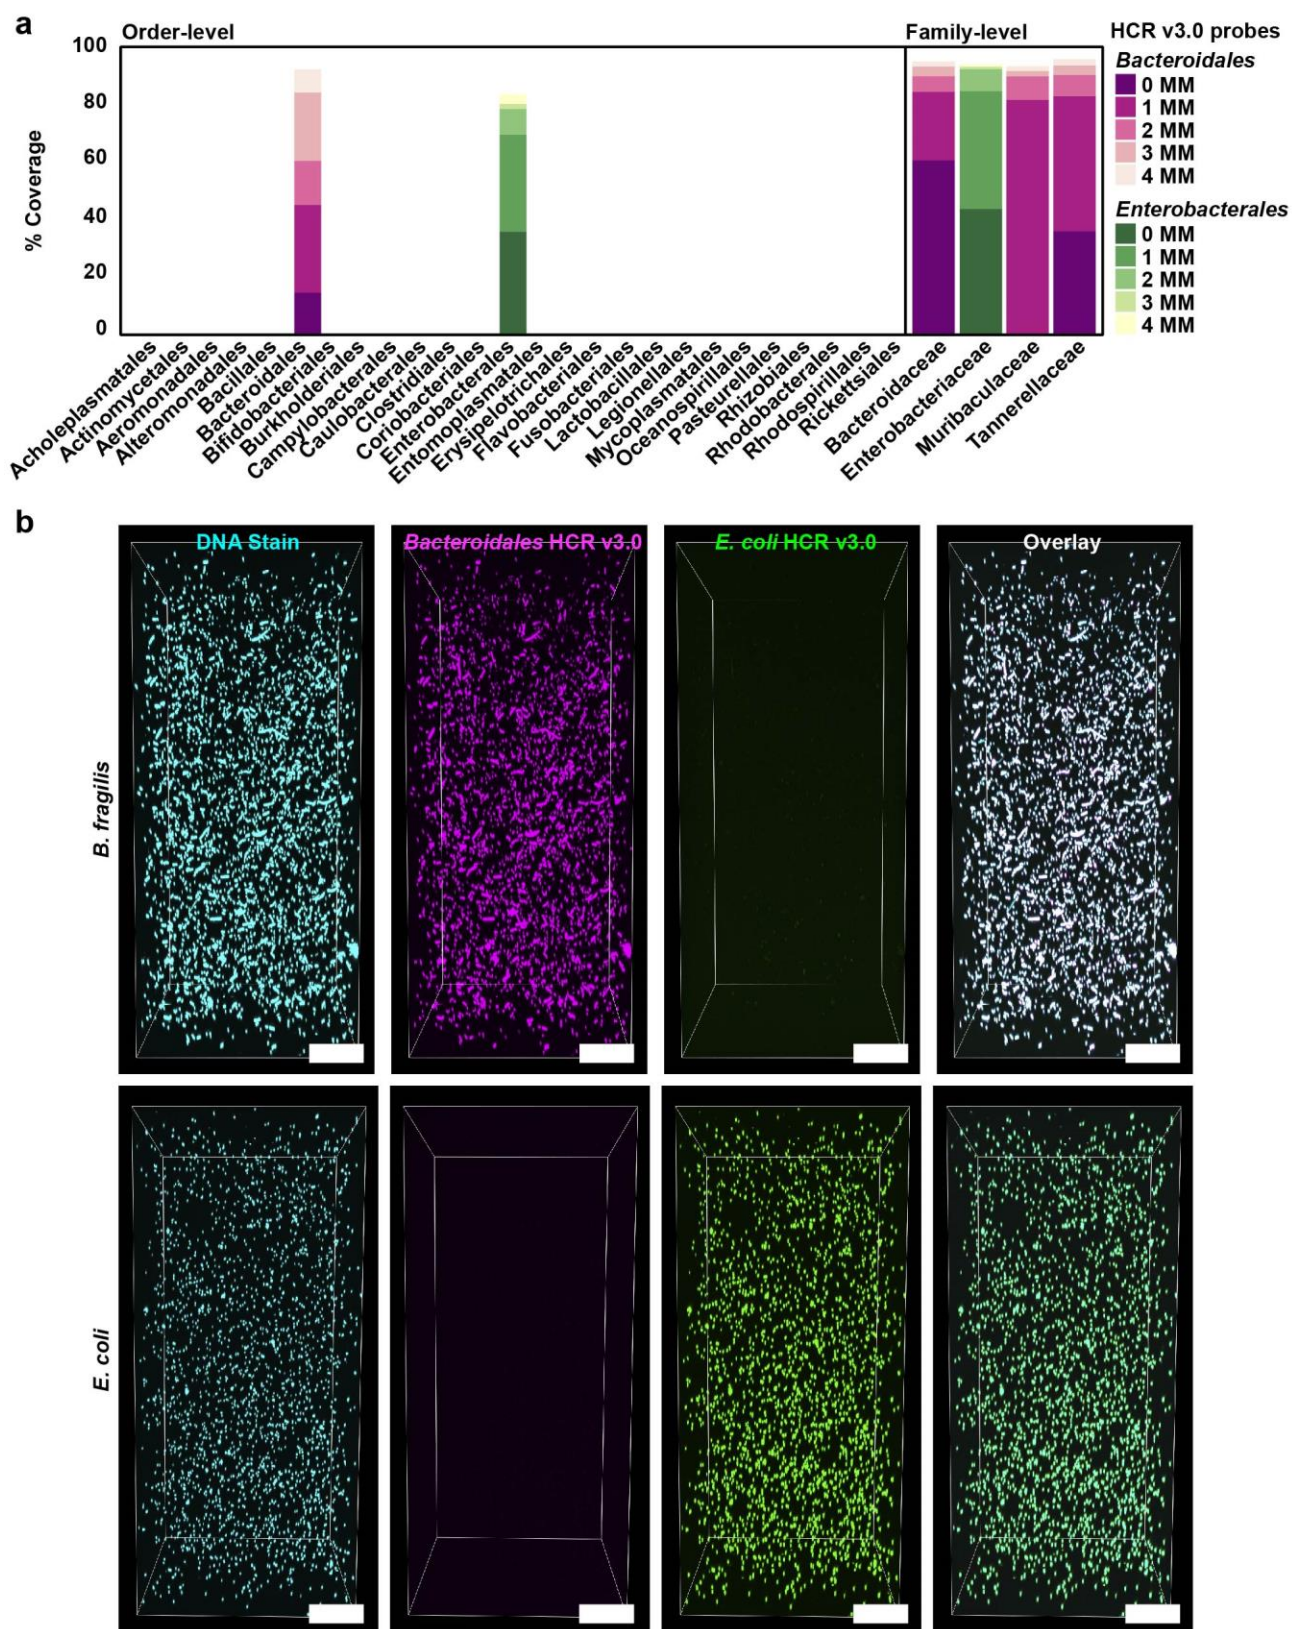 a
Order-level
Family-level
HCR v3.0 probes
% Coverage
100
80
60
40
20
0
Bacteroidales
0 MM
1 MM
2 MM
3 MM
4 MM
Enterobacterales
0 MM
1 MM
2 MM
3 MM
4 MM
Acholeplasmatales
Actinomycetales
Aeromonadales
Alteromonadales
Bacillales
Bacteroidales
Bifidobacteriales
Burkholderiales
Campylobacterales
Caulobacterales
Clostridiales
Coriobacteriales
Enterobacterales
Entomoplasmatales
Erysipelotrichales
Flavobacteriales
Fusobacteriales
Lactobacillales
Legionellales
Mycoplasmatales
Oceanospirillales
Pasteurellales
Rhizobiales
Rhodobacterales
Rhodospirillales
Rickettsiales
Bacteroidaceae
Enterobacteriaceae
Muribaculaceae
Tannerellaceae
b
DNA Stain
Bacteroidales HCR v3.0
E. coli HCR v3.0
Overlay
B. fragilis
E. coli